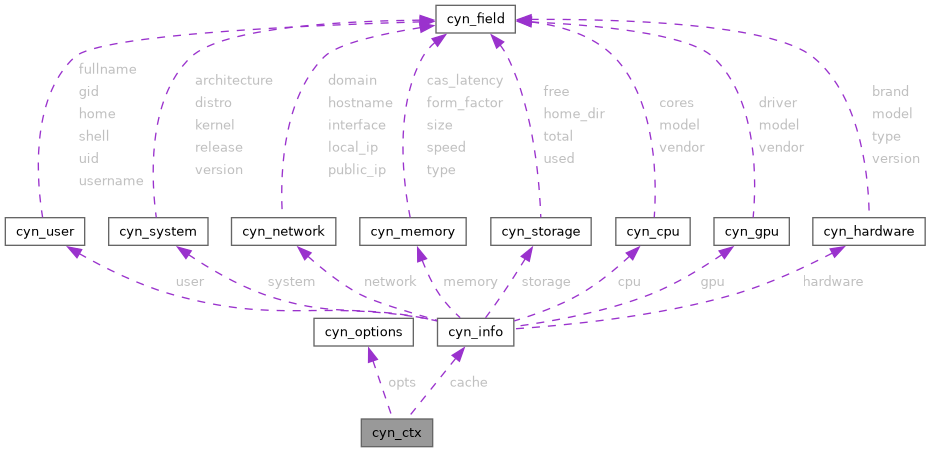 cyn_field
fullname
gid
home
shell
uid
username
architecture
distro
kernel
release
version
domain
hostname
interface
local_ip
public_ip
cas_latency
form_factor
size
speed
type
free
home_dir
total
used
cores
model
vendor
driver
model
vendor
brand
model
type
version
cyn_user
cyn_system
cyn_network
cyn_memory
cyn_storage
cyn_cpu
cyn_gpu
cyn_hardware
user
system
network
memory
storage
cpu
gpu
hardware
cyn_options
cyn_info
opts
cache
cyn_ctx